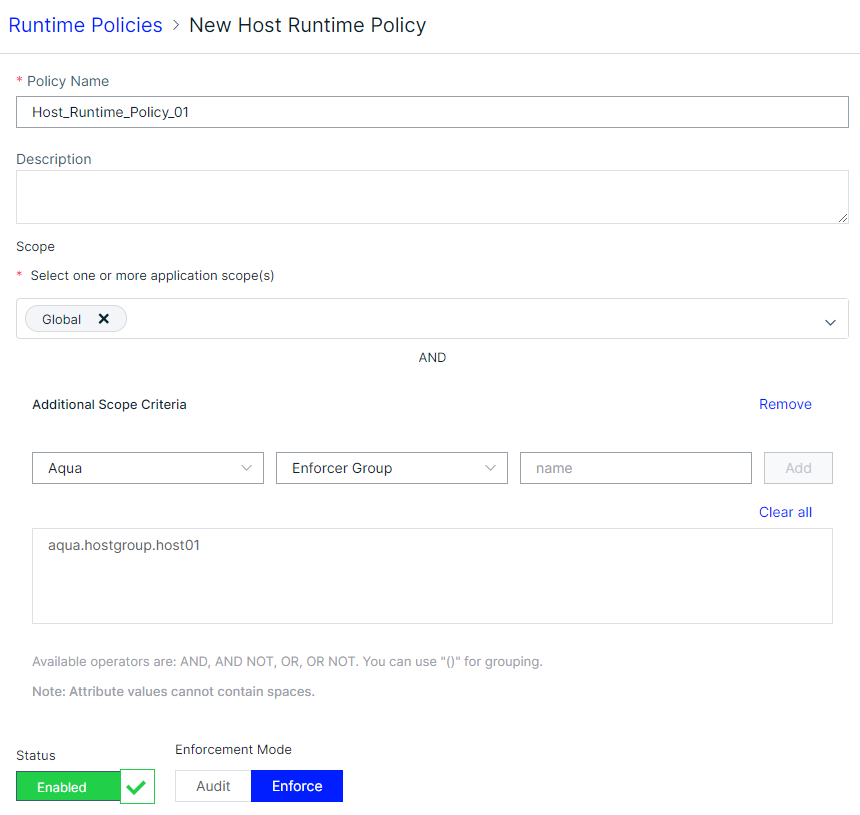 Runtime Policies > New Host Runtime Policy
* Policy Name
Host_Runtime_Policy_01
Description
Scope
* Select one or more application scope(s)
Global
AND
Additional Scope Criteria Remove
Aqua Enforcer Group name Add
Clear all
aqua.hostgroup.host01
Available operators are: AND, AND NOT, OR, OR NOT. You can use "()" for grouping.
Note: Attribute values cannot contain spaces.
Status Enforcement Mode
Enabled Audit Enforce